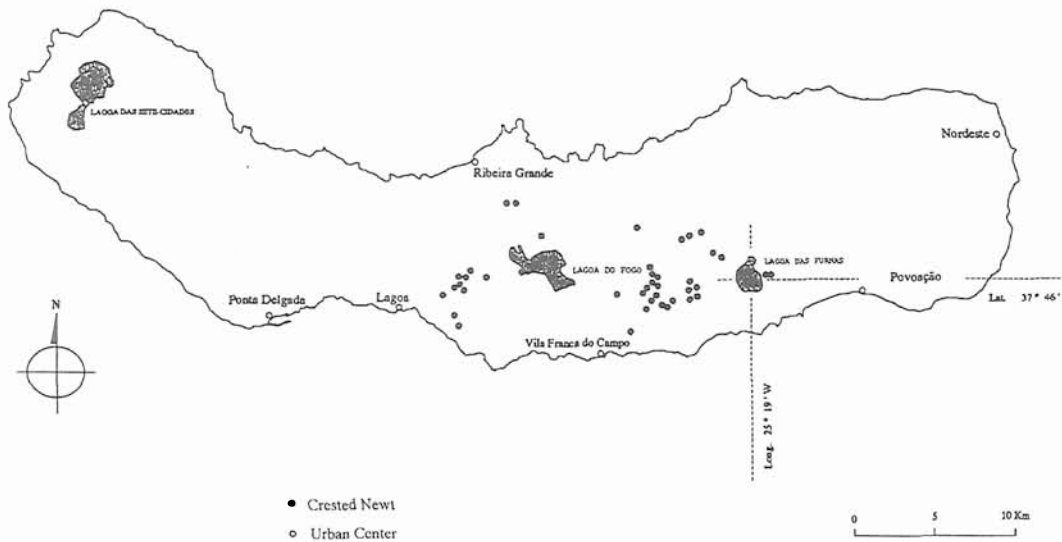 LAGOA DAS SETE-CIDADES
Nordeste
Ribeira Grande
LAGOA DO FOGO
LAGOA DAS FURNAS
Povoação
Lat. 37° 46'
Ponta Delgada
Lagoa
N
Vila Franca do Campo
Long. 25° 19' W
Crested Newt
Urban Center
0 5 10 Km